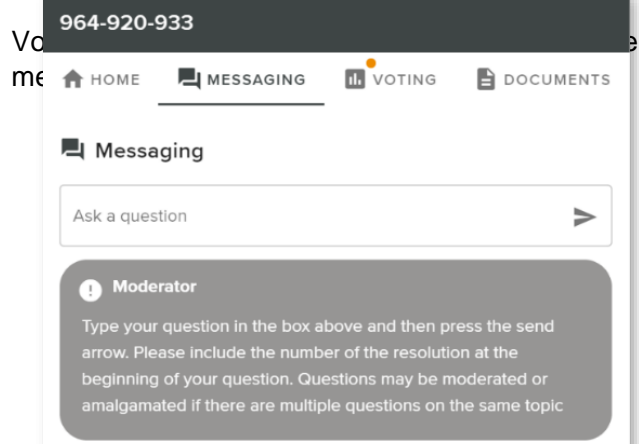 964-920-933
HOME MESSAGING VOTING DOCUMENTS
Messaging
Ask a question
Moderator
Type your question in the box above and then press the send
arrow. Please include the number of the resolution at the
beginning of your question. Questions may be moderated or
amalgamated if there are multiple questions on the same topic